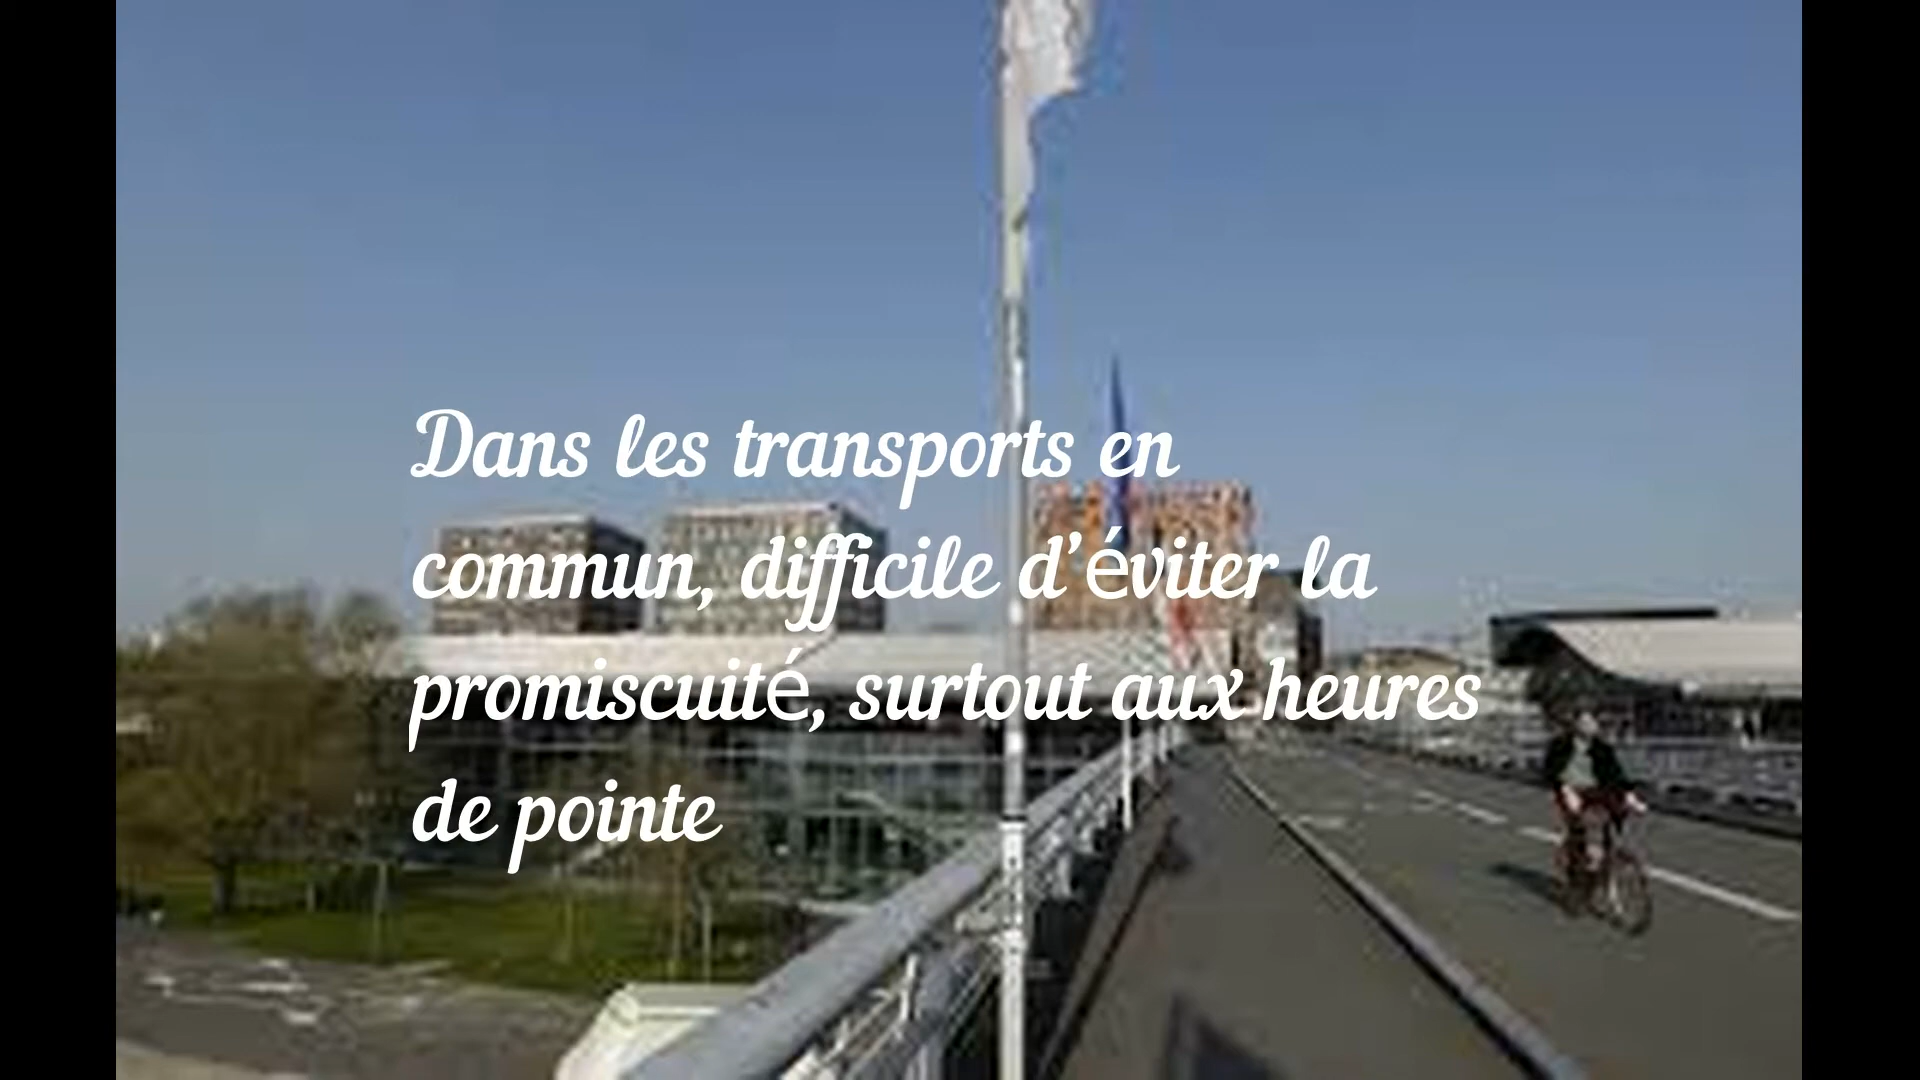 Dans les transports en
commun, difficile d’éviter la
promiscuité, surtout aux heures
de pointe